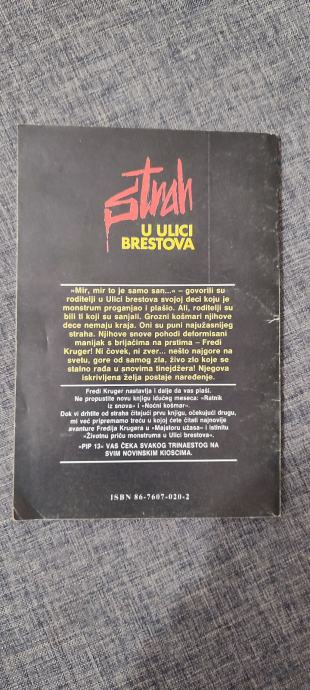 Strah
U ULICI
BRESTOVA
»Mir, mir to je samo san...« – govorili su
roditelji u Ulici brestova svojoj deci koju je
monstrum proganjao i plašio. Ali, roditelji su
bili ti koji su sanjali. Grozni košmari njihove
dece nemaju kraja. Oni su puni najužasnijeg
straha. Njihove snove pohodi deformisani
manijak s brijačima na prstima – Fredi
Kruger! Ni čovek, ni zver... nešto najgore na
svetu, gore od samog zla, živo zlo koje se
stalno rađa u snovima tinejdžera! Njegova
iskrivljena želja postaje naređenje.
Fredi Kruger nastavlja i dalje da vas plaši.
Ne propustite novu knjigu idućeg meseca: »Ratnik
iz snova« i »Noćni košmar«.
Dok vi drhtite od straha čitajući prvu knjigu, očekujući drugu,
mi već pripremamo treću u kojoj ćete čitati najnovije
avanture Fredija Krugera u »Majstoru užasa« i istinitu
»Životnu priču monstruma u Ulici brestova«.
»PIP 13« VAS ČEKA SVAKOG TRINAESTOG NA
SVIM NOVINSKIM KIOSCIMA.
ISBN 86-7607-020-2